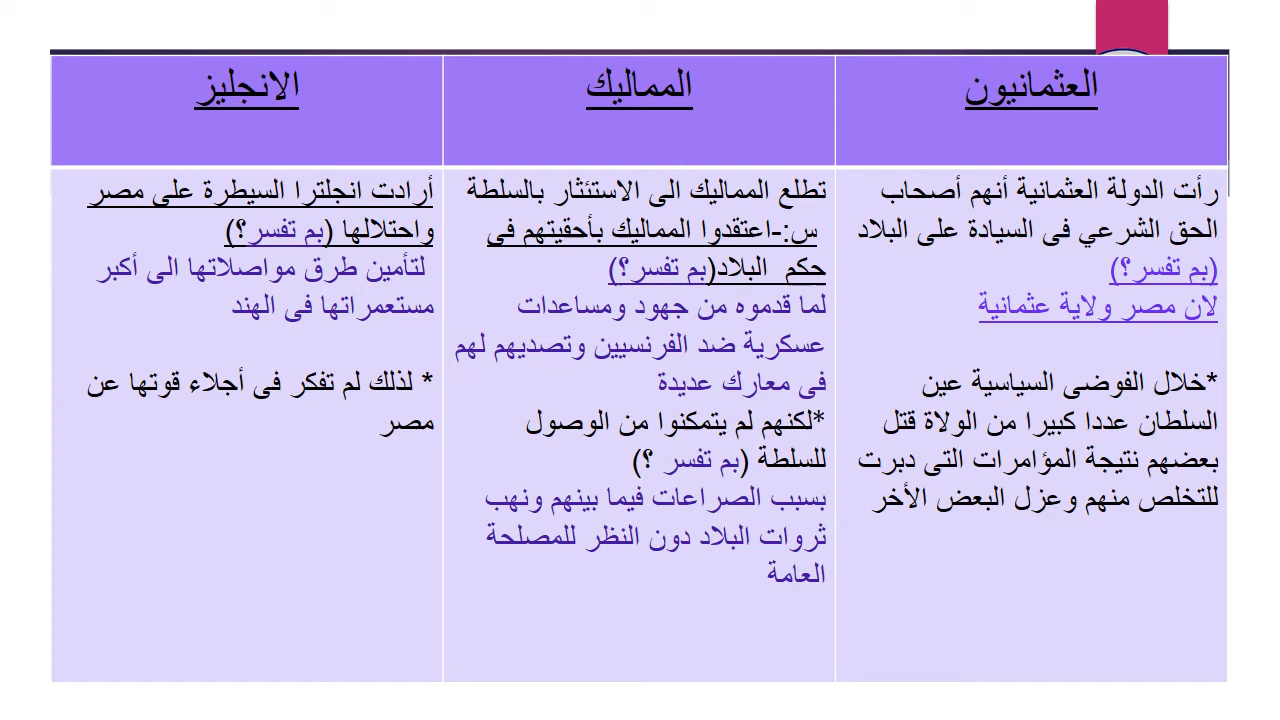 العثمانيون
المماليك
الانجليز
رأت الدولة العثمانية أنهم أصحاب
الحق الشرعي فى السيادة على البلاد
(بم تفسر؟)
لان مصر ولاية عثمانية
*خلال الفوضى السياسية عين
السلطان عددا كبيرا من الولاة قتل
بعضهم نتيجة المؤامرات التى دبرت
للتخلص منهم وعزل البعض الأخر
تطلع المماليك الى الاستئثار بالسلطة
س:-اعتقدوا المماليك بأحقيتهم فى
حكم البلاد(بم تفسر؟)
لما قدموه من جهود ومساعدات
عسكرية ضد الفرنسيين وتصديهم لهم
فى معارك عديدة
*لكنهم لم يتمكنوا من الوصول
للسلطة (بم تفسر ؟)
بسبب الصراعات فيما بينهم ونهب
ثروات البلاد دون النظر للمصلحة
العامة
أرادت انجلترا السيطرة على مصر
واحتلالها (بم تفسر؟)
لتأمين طرق مواصلاتها الى أكبر
مستعمراتها فى الهند
* لذلك لم تفكر فى أجلاء قوتها عن
مصر